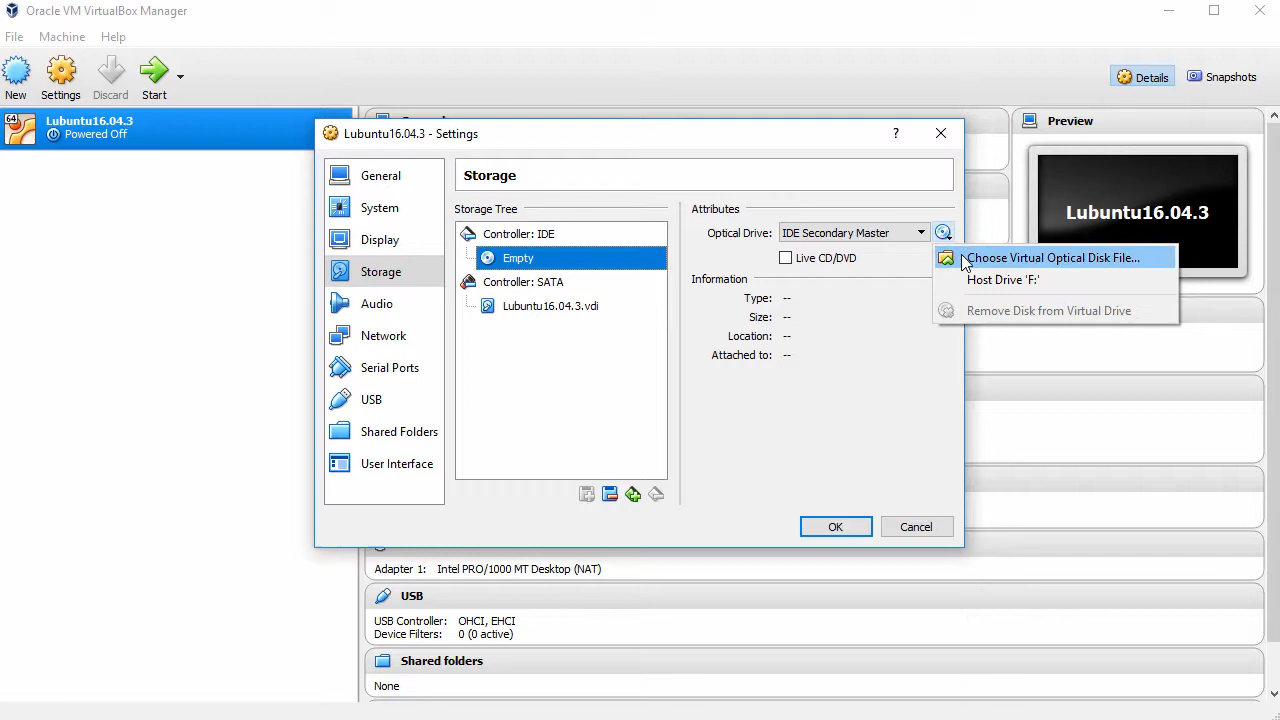 Oracle VM VirtualBox Manager
File Machine Help
New Settings Discard Start
Details Snapshots
64
Lubuntu16.04.3
Powered Off
Preview
Lubuntu16.04.3
Lubuntu16.04.3 - Settings
?
General
System
Display
Storage
Audio
Network
Serial Ports
USB
Shared Folders
User Interface
Storage
Storage Tree
Controller: IDE
Empty
Controller: SATA
Lubuntu16.04.3.vdi
Attributes
Optical Drive: IDE Secondary Master
Live CD/DVD
Information
Type: --
Size: --
Location: --
Attached to: --
Choose Virtual Optical Disk File...
Host Drive 'F:'
Remove Disk from Virtual Drive
OK Cancel
Adapter 1: Intel PRO/1000 MT Desktop (NAT)
USB
USB Controller: OHCI, EHCI
Device Filters: 0 (0 active)
Shared folders
None